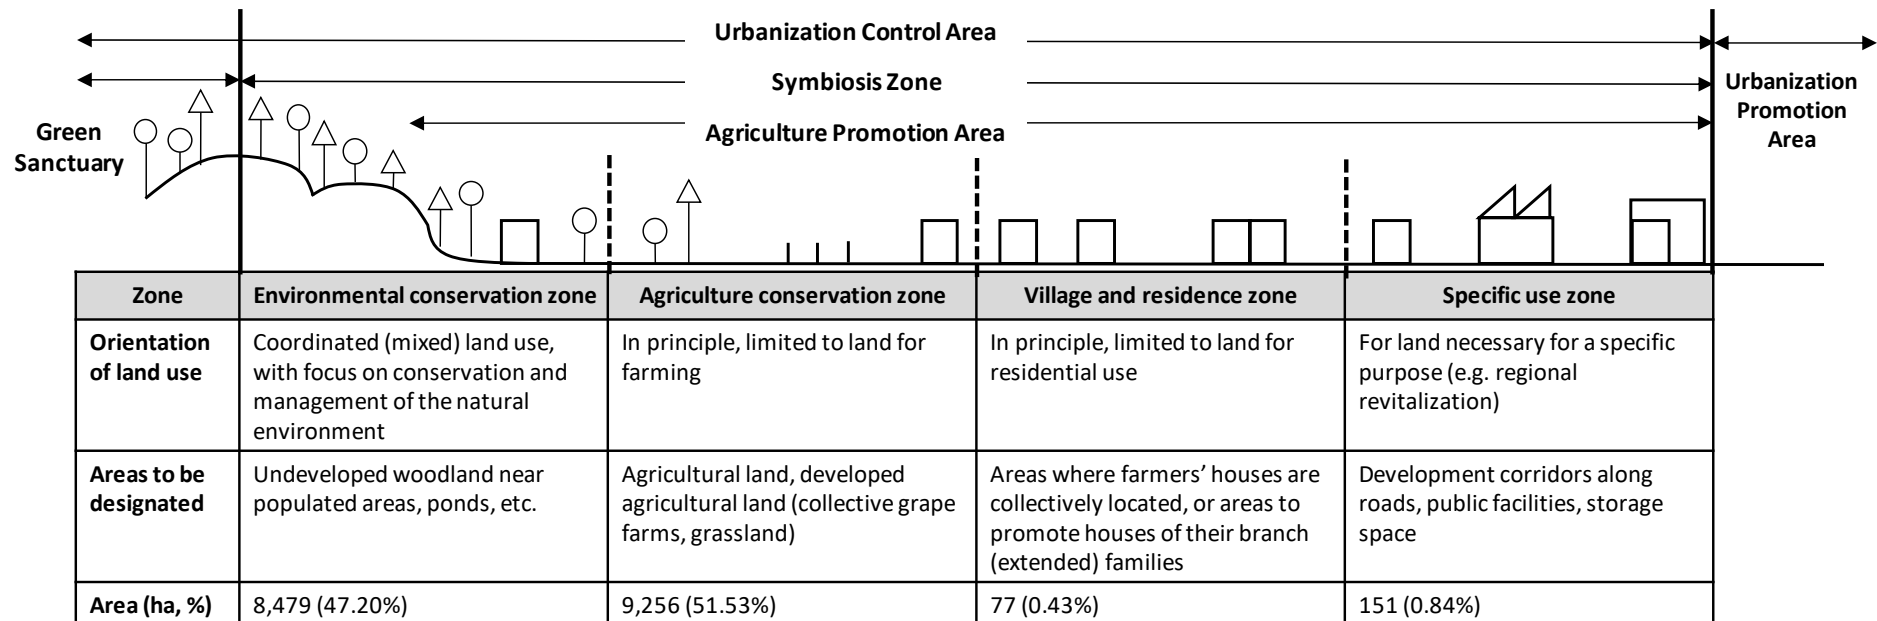 Urbanization Control Area
Symbiosis Zone
Agriculture Promotion Area
Green
Sanctuary
Urbanization
Promotion
Area
Zone
Environmental conservation zone
Agriculture conservation zone
Village and residence zone
Specific use zone
Orientation
of land use
Coordinated (mixed) land use,
with focus on conservation and
management of the natural
environment
In principle, limited to land for
farming
In principle, limited to land for
residential use
For land necessary for a specific
purpose (e.g. regional
revitalization)
Areas to be
designated
Undeveloped woodland near
populated areas, ponds, etc.
Agricultural land, developed
agricultural land (collective grape
farms, grassland)
Areas where farmers’ houses are
collectively located, or areas to
promote houses of their branch
(extended) families
Development corridors along
roads, public facilities, storage
space
Area (ha, %)
8,479 (47.20%)
9,256 (51.53%)
77 (0.43%)
151 (0.84%)